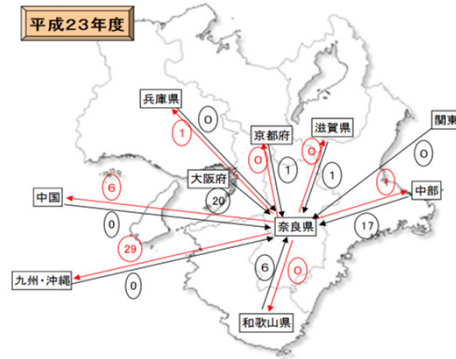 平成23年度
兵庫県
0
1
京都府
滋賀県
関東
0
0
0
1
1
大阪府
20
6
中国
0
1
中部
17
奈良県
29
九州・沖縄
0
6
0
和歌山県